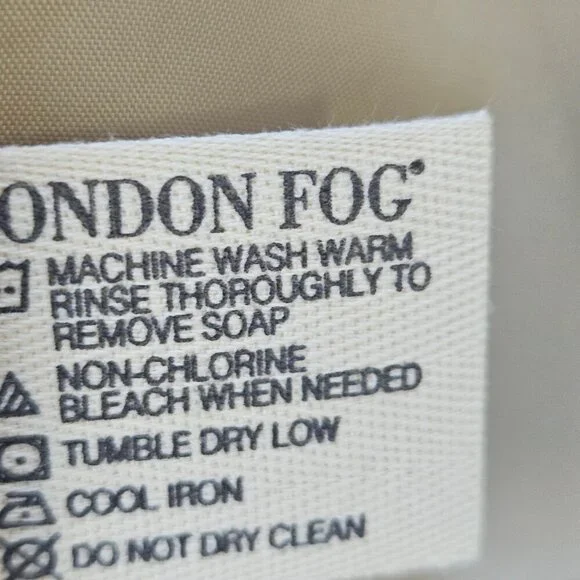 ONDON FOG®
MACHINE WASH WARM
RINSE THOROUGHLY TO
REMOVE SOAP
NON-CHLORINE
BLEACH WHEN NEEDED
TUMBLE DRY LOW
COOL IRON
DO NOT DRY CLEAN